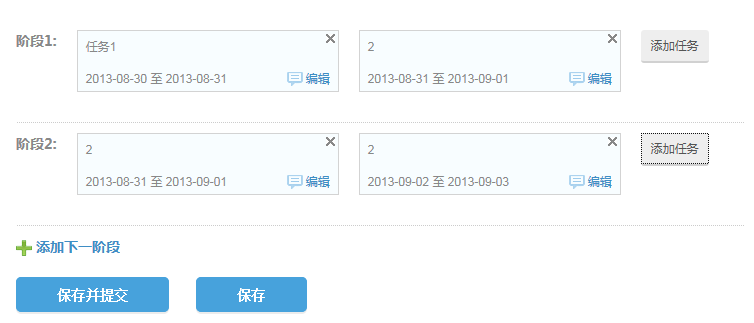 阶段1:
任务1
2013-08-30 至 2013-08-31 编辑
2
2013-08-31 至 2013-09-01 编辑
添加任务
阶段2:
2
2013-08-31 至 2013-09-01 编辑
2
2013-09-02 至 2013-09-03 编辑
添加任务
添加下一阶段
保存并提交 保存